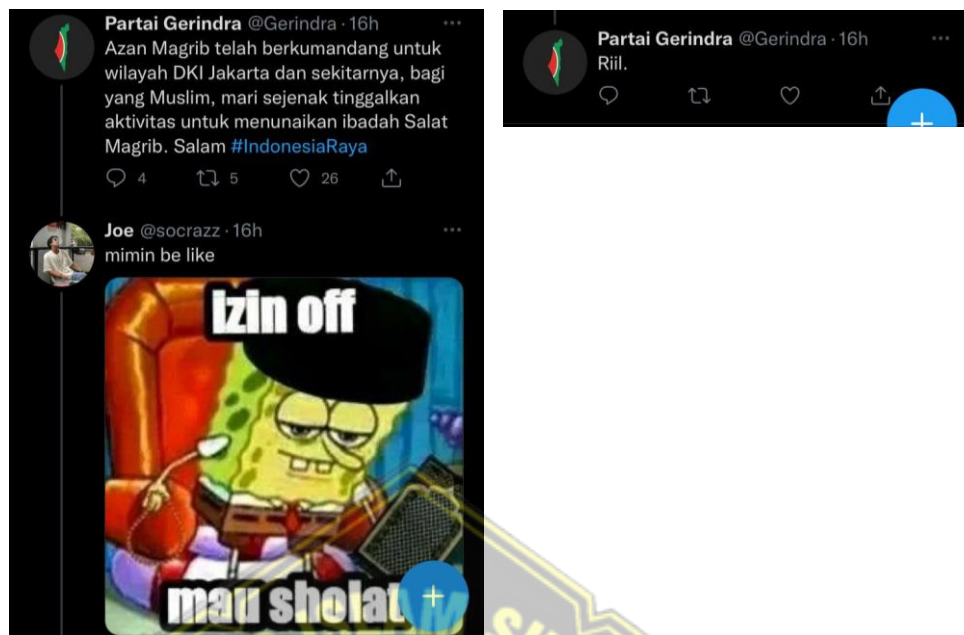 Partai Gerindra @Gerindra · 16h
Azan Magrib telah berkumandang untuk
wilayah DKI Jakarta dan sekitarnya, bagi
yang Muslim, mari sejenak tinggalkan
aktivitas untuk menunaikan ibadah Salat
Magrib. Salam #IndonesiaRaya
4 5 26
Joe @socrazz · 16h
mimin be like
izin off
mau sholat
Partai Gerindra @Gerindra · 16h
Riil.